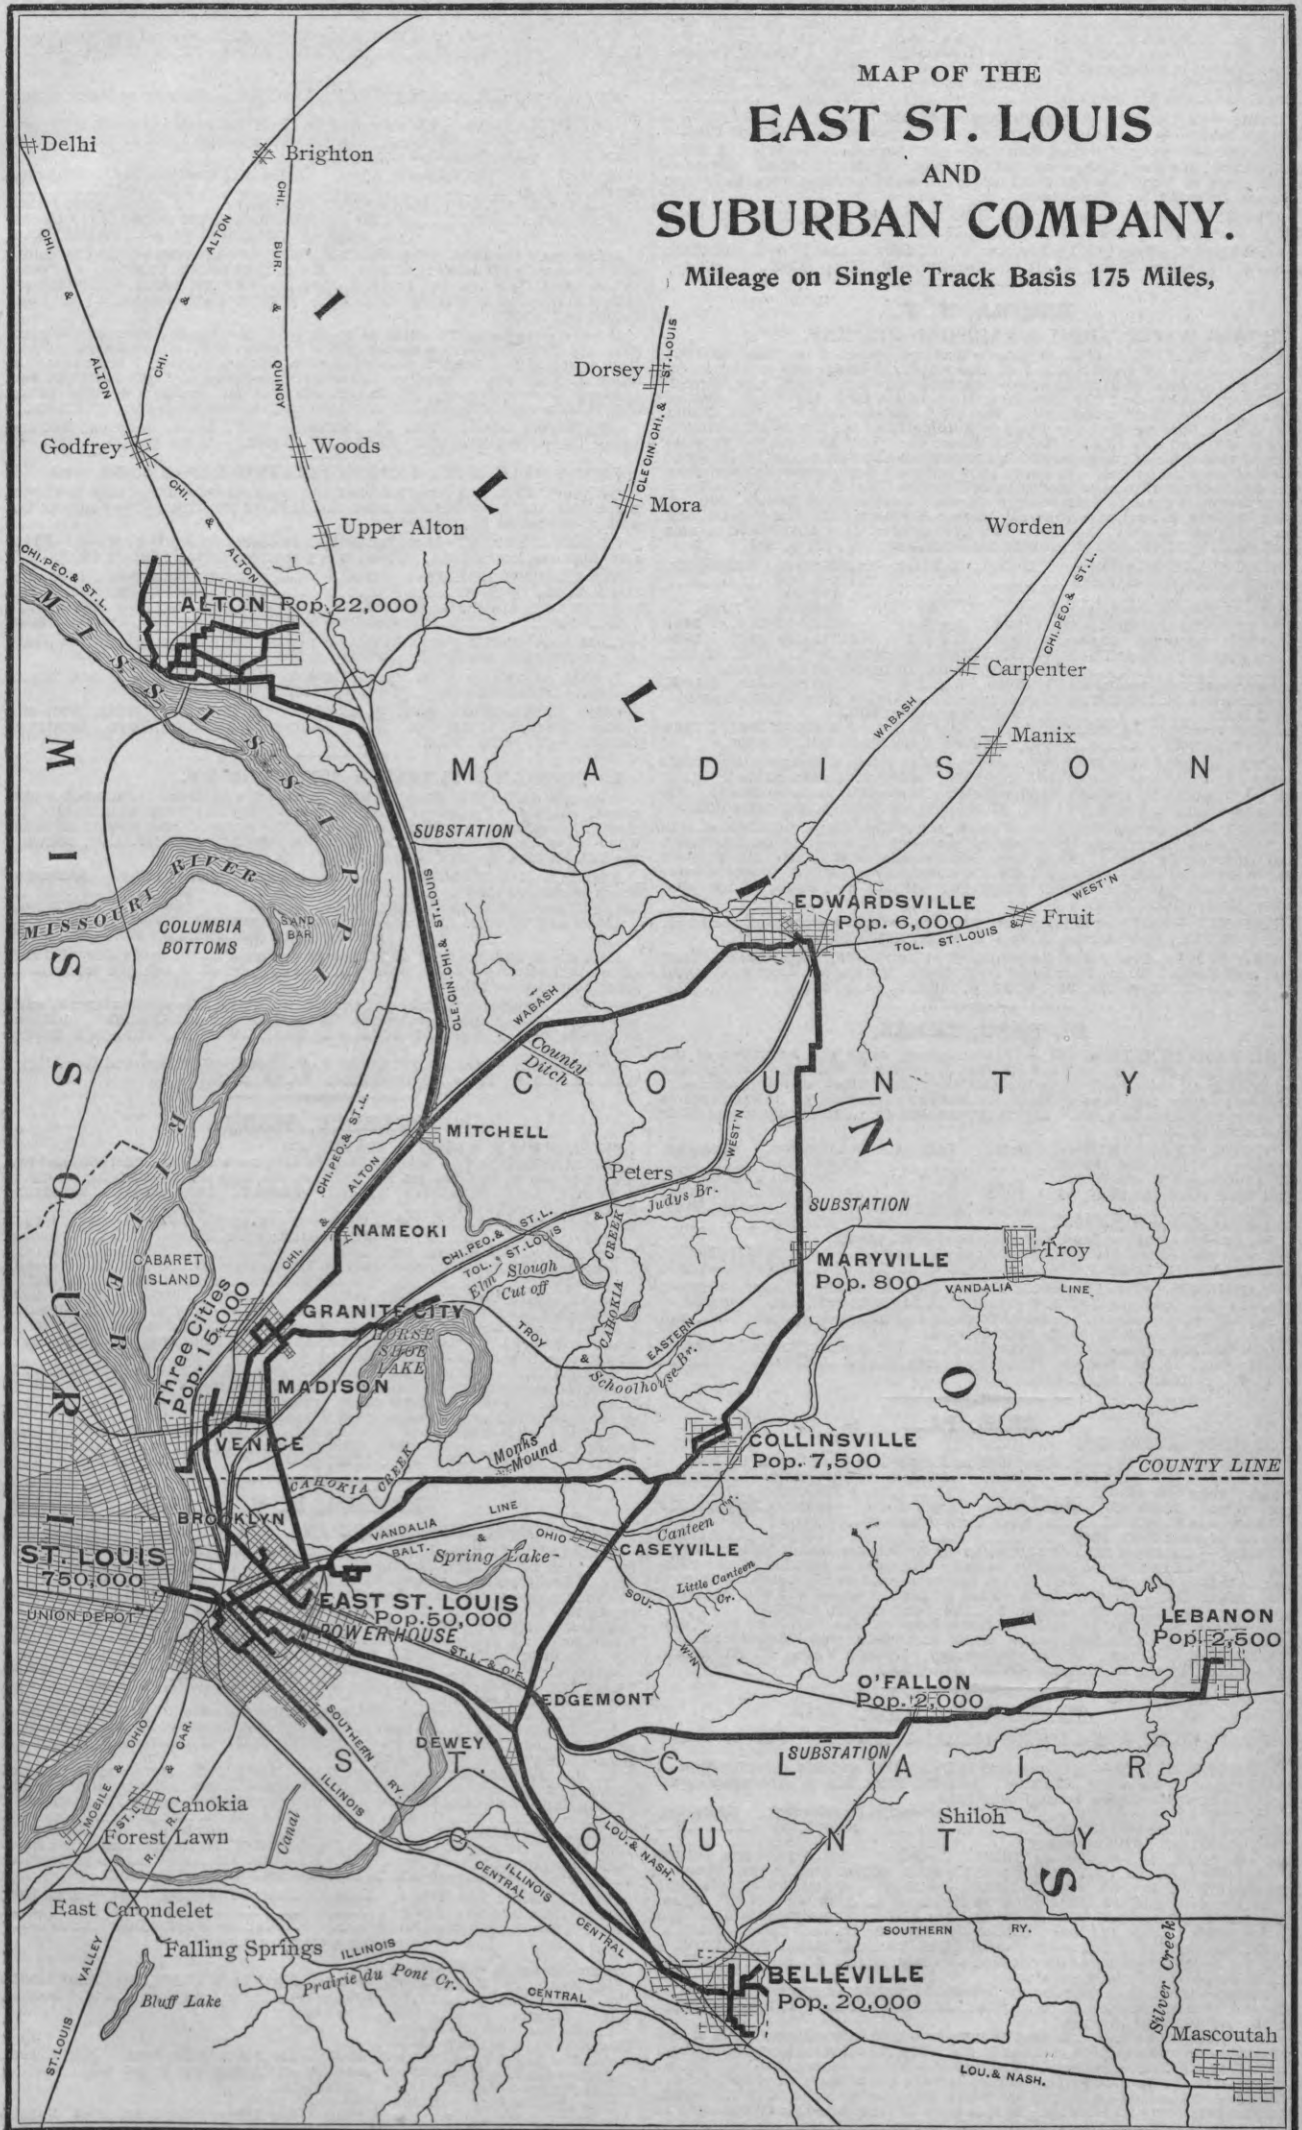 MAP OF THE
EAST ST. LOUIS
AND
SUBURBAN COMPANY.
Mileage on Single Track Basis 175 Miles,
Delhi
Brighton
CHI. & ALTON
CHI. & ALTON
CHI. BUR. & QUINCY
ILLINOIS
Dorsey
CLE. CIN. CHI. & ST. LOUIS
Godfrey
Woods
CHI. & ALTON
Mora
Upper Alton
Worden
CHI. PEO. & ST. L.
CHI. PEO. & ST. L.
ALTON Pop. 22,000
MISSISSIPPI RIVER
MISSOURI
Carpenter
WABASH
Manix
MADISON
COUNTY
SUBSTATION
MISSOURI RIVER
COLUMBIA
BOTTOMS
SAND
BAR
CLE. CIN. CHI. & ST. LOUIS
EDWARDSVILLE
Pop. 6,000
Fruit
TOL. ST. LOUIS & WEST'N
WABASH
County
Ditch
CHI. PEO. & ST. L.
CHI. & ALTON
MITCHELL
WEST'N
Peters
Judys Br.
SUBSTATION
NAMEOKI
CHI. PEO. & ST. L.
TOL. ST. LOUIS &
CAHOKIA CREEK
MARYVILLE
Pop. 800
Troy
VANDALIA LINE
CABARET
ISLAND
Elm Slough
Cut off
Three Cities
Pop. 15,000
GRANITE CITY
HORSE
SHOE
LAKE
TROY & EASTERN
Schoolhouse Br.
MADISON
VENICE
COLLINSVILLE
Pop. 7,500
Monks
Mound
COUNTY LINE
CAHOKIA CREEK
BROOKLYN
VANDALIA LINE
BALT. & OHIO SOU. W'N
Canteen Cr.
Spring Lake
CASEYVILLE
Little Canteen
Cr.
ST. LOUIS
750,000
UNION DEPOT
EAST ST. LOUIS
Pop. 50,000
POWER HOUSE
ST. L. & O'F.
LEBANON
Pop. 2,500
O'FALLON
Pop. 2,000
EDGEMONT
DEWEY
SUBSTATION
ST. CLAIR
COUNTY
SOUTHERN RY.
MOBILE & OHIO
ST. L. & CAR.
R. R.
ILLINOIS CENTRAL
Canokia
Forest Lawn
Canal
Shiloh
LOU. & NASH.
ILLINOIS CENTRAL
CENTRAL
East Carondelet
SOUTHERN RY.
Falling Springs
ILLINOIS CENTRAL
Prairie du Pont Cr.
Bluff Lake
ST. LOUIS VALLEY
BELLEVILLE
Pop. 20,000
Silver Creek
Mascoutah
LOU. & NASH.